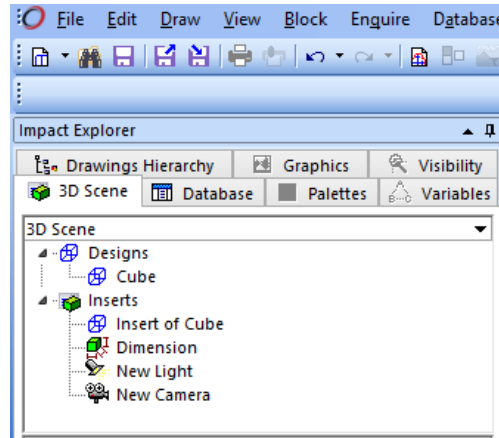 File Edit Draw View Block Enquire Database
Impact Explorer
Drawings Hierarchy Graphics Visibility
3D Scene Database Palettes Variables
3D Scene
Designs
Cube
Inserts
Insert of Cube
Dimension
New Light
New Camera